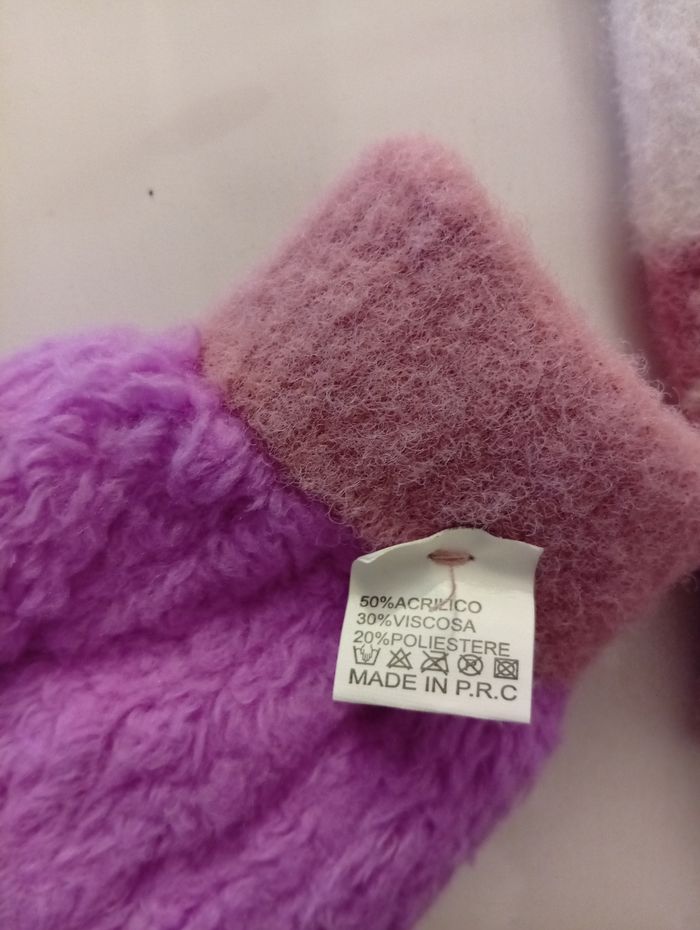 50%ACRILICO
30%VISCOSA
20%POLIESTERE
MADE IN P.R.C